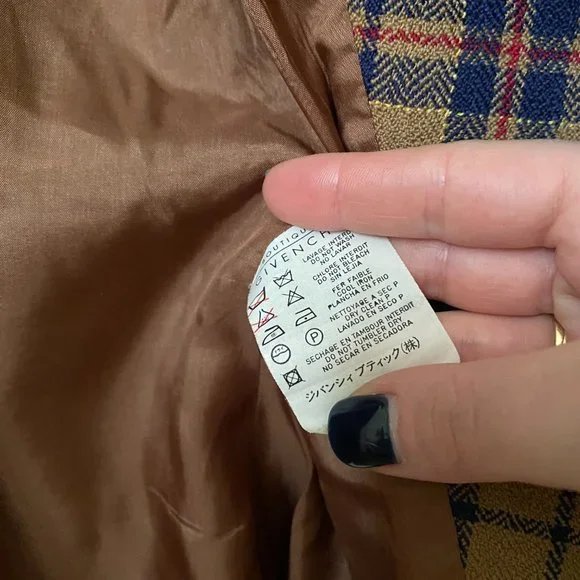 BOUTIQUE
GIVENCHY
LAVAGE INTERDIT
DO NOT WASH
NO LAVAR
CHLORE INTERDIT
DO NOT BLEACH
SIN LEJIA
FER FAIBLE
COOL IRON
PLANCHA EN FRIO
NETTOYAGE A SEC P
DRY CLEAN P
LAVADO EN SECO P
P
SECHAGE EN TAMBOUR INTERDIT
DO NOT TUMBLER DRY
NO SECAR EN SECADORA
ジバンシィ ブティック(株)